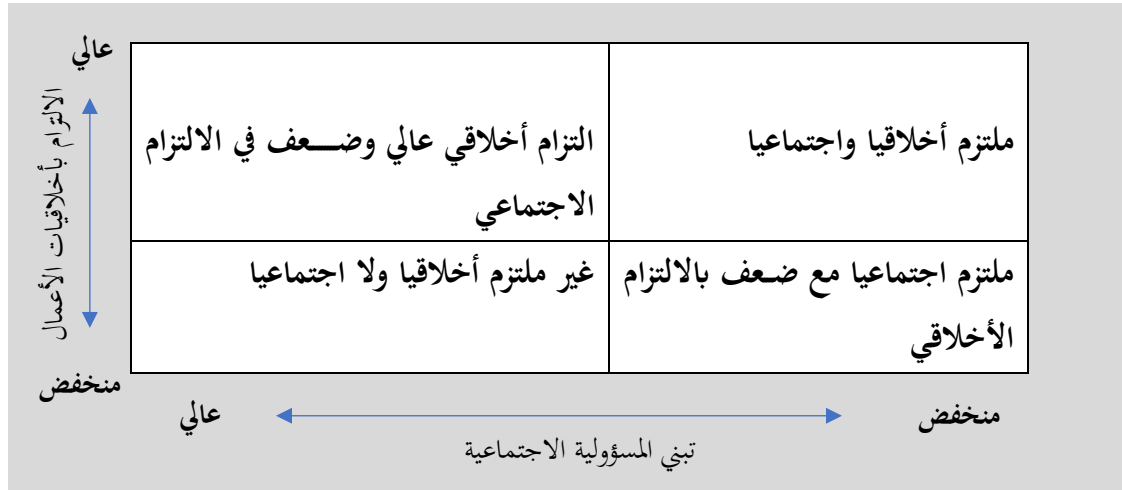 عالي
الالتزام بأخلاقيات الأعمال
منخفض
ملتزم أخلاقيا واجتماعيا
التزام أخلاقي عالي وضعف في الالتزام
الاجتماعي
ملتزم اجتماعيا مع ضعف بالالتزام
الأخلاقي
غير ملتزم أخلاقيا ولا اجتماعيا
منخفض
عالي
تبني المسؤولية الاجتماعية